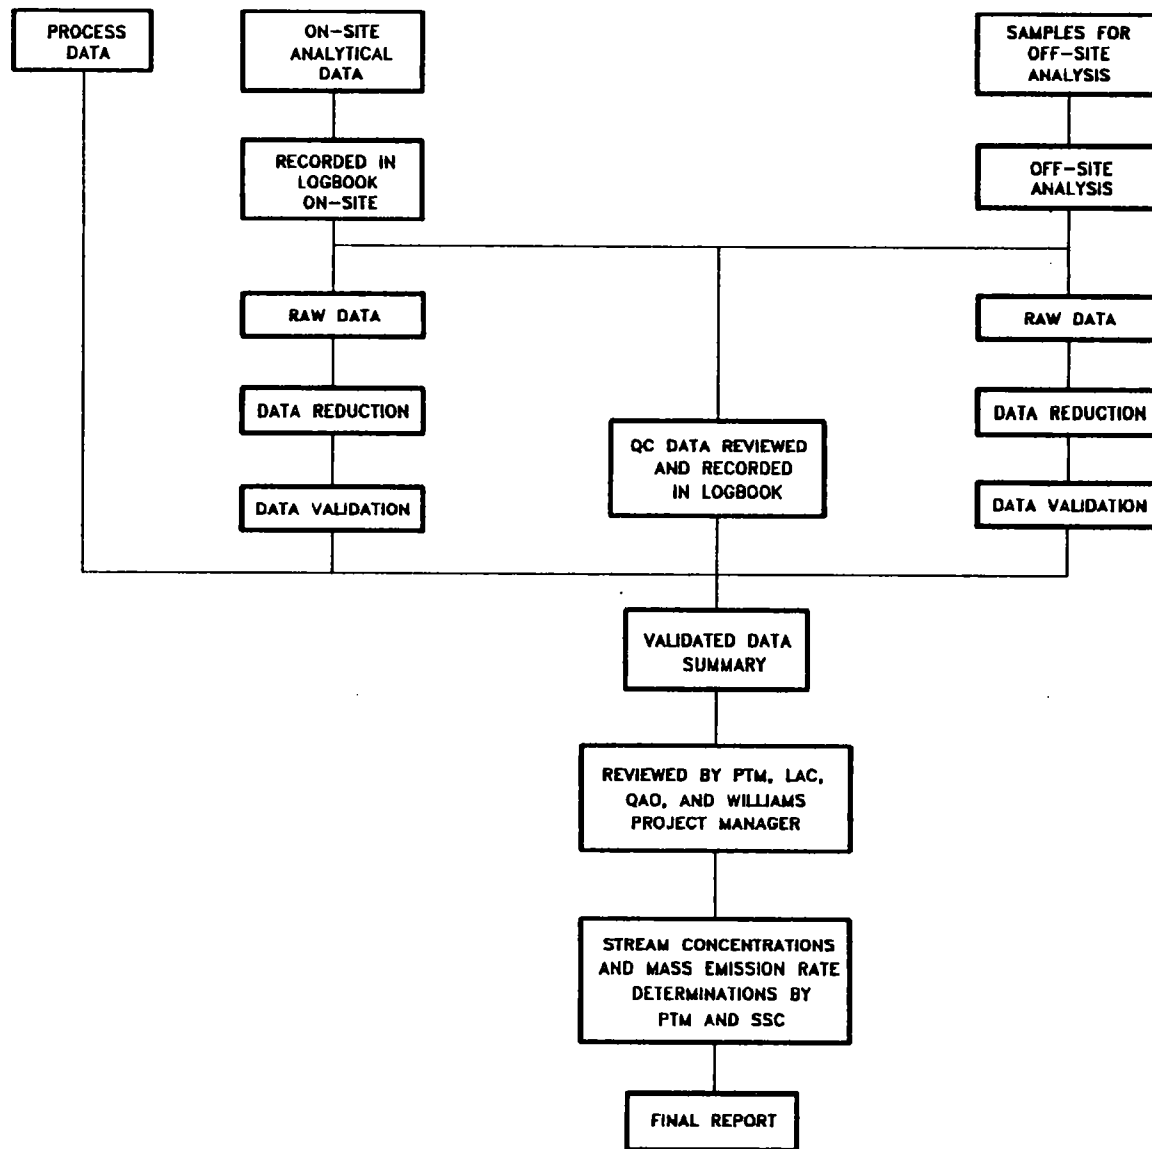 PROCESS
DATA
ON-SITE
ANALYTICAL
DATA
SAMPLES FOR
OFF-SITE
ANALYSIS
RECORDED IN
LOGBOOK
ON-SITE
OFF-SITE
ANALYSIS
RAW DATA
RAW DATA
DATA REDUCTION
DATA REDUCTION
QC DATA REVIEWED
AND RECORDED
IN LOGBOOK
DATA VALIDATION
DATA VALIDATION
VALIDATED DATA
SUMMARY
REVIEWED BY PTM, LAC,
QAO, AND WILLIAMS
PROJECT MANAGER
STREAM CONCENTRATIONS
AND MASS EMISSION RATE
DETERMINATIONS BY
PTM AND SSC
FINAL REPORT